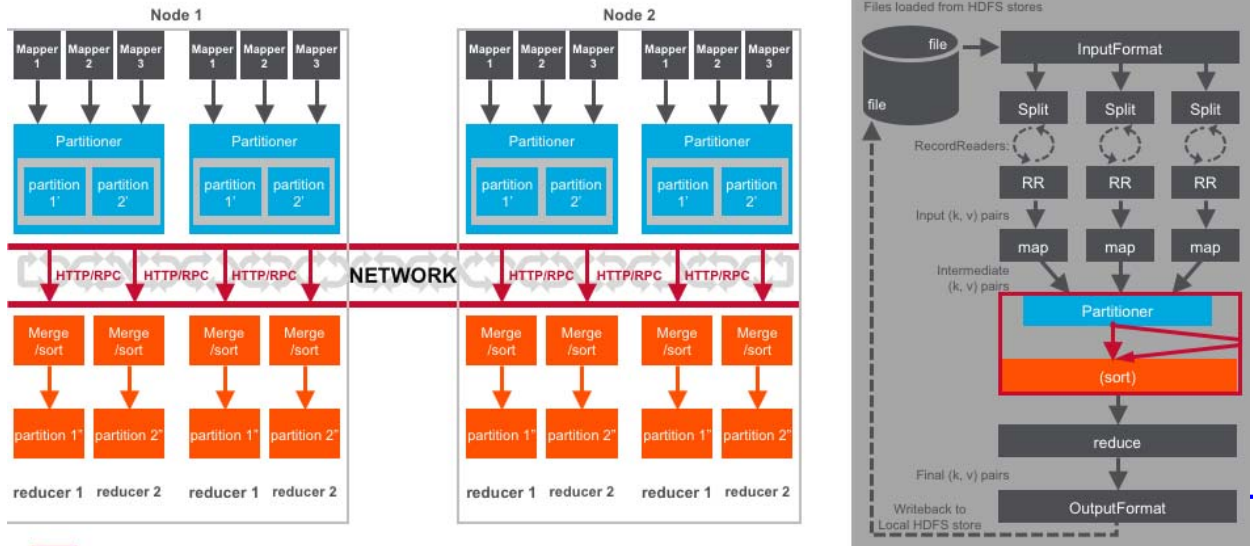 Node 1
Node 2
Mapper 1 Mapper 2 Mapper 3 Mapper 1 Mapper 2 Mapper 3
Mapper 1 Mapper 2 Mapper 3 Mapper 1 Mapper 2 Mapper 3
Partitioner Partitioner
Partitioner Partitioner
partition 1' partition 2' partition 1' partition 2'
partition 1' partition 2' partition 1' partition 2'
HTTP/RPC HTTP/RPC HTTP/RPC NETWORK HTTP/RPC HTTP/RPC HTTP/RPC
Merge /sort Merge /sort Merge /sort Merge /sort
Merge /sort Merge /sort Merge /sort Merge /sort
partition 1" partition 2" partition 1" partition 2"
partition 1" partition 2" partition 1" partition 2"
reducer 1 reducer 2 reducer 1 reducer 2
reducer 1 reducer 2 reducer 1 reducer 2
Files loaded from HDFS stores
file
InputFormat
file
Split Split Split
RecordReaders:
RR RR RR
Input (k, v) pairs
map map map
Intermediate
(k, v) pairs
Partitioner
(sort)
reduce
Final (k, v) pairs
OutputFormat
Writeback to
Local HDFS store